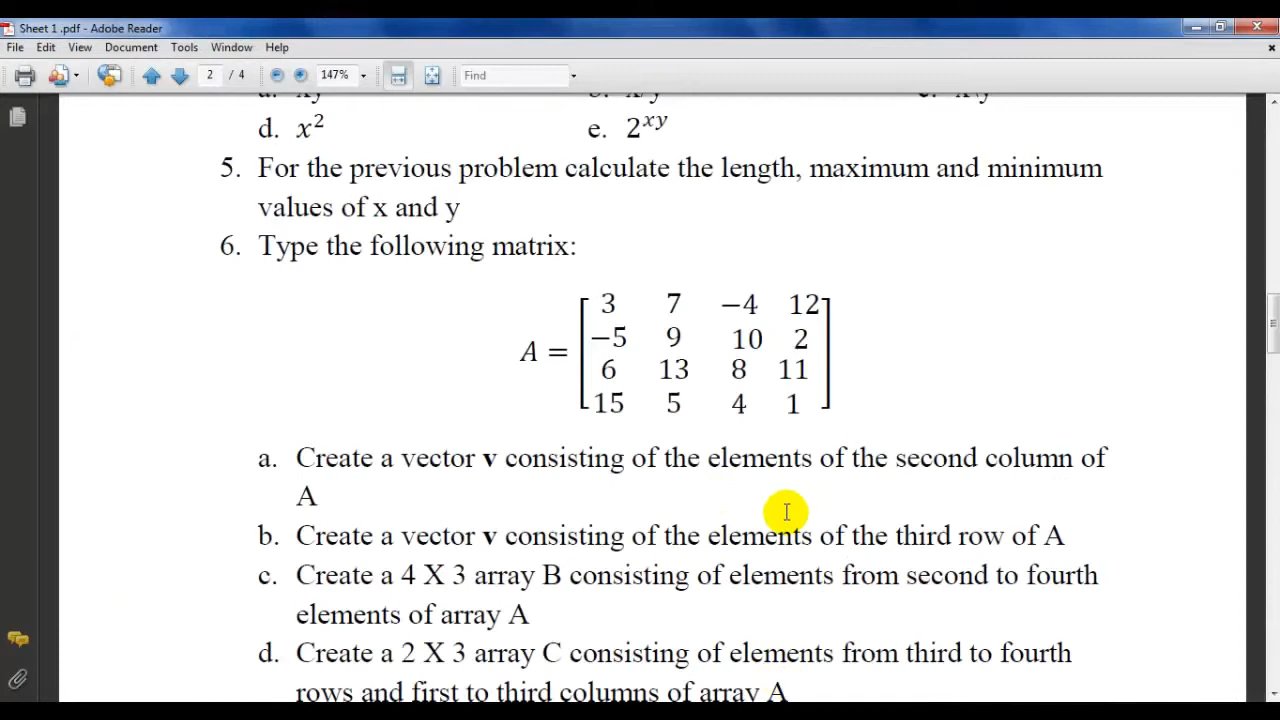 Sheet 1 .pdf - Adobe Reader
File Edit View Document Tools Window Help
2 / 4 147% Find
d. x²
e. 2^{xy}
5. For the previous problem calculate the length, maximum and minimum
values of x and y
6. Type the following matrix:
3 7 −4 12
−5 9 10 2
A =
6 13 8 11
15 5 4 1
a. Create a vector v consisting of the elements of the second column of
A
b. Create a vector v consisting of the elements of the third row of A
c. Create a 4 X 3 array B consisting of elements from second to fourth
elements of array A
d. Create a 2 X 3 array C consisting of elements from third to fourth
rows and first to third columns of array A